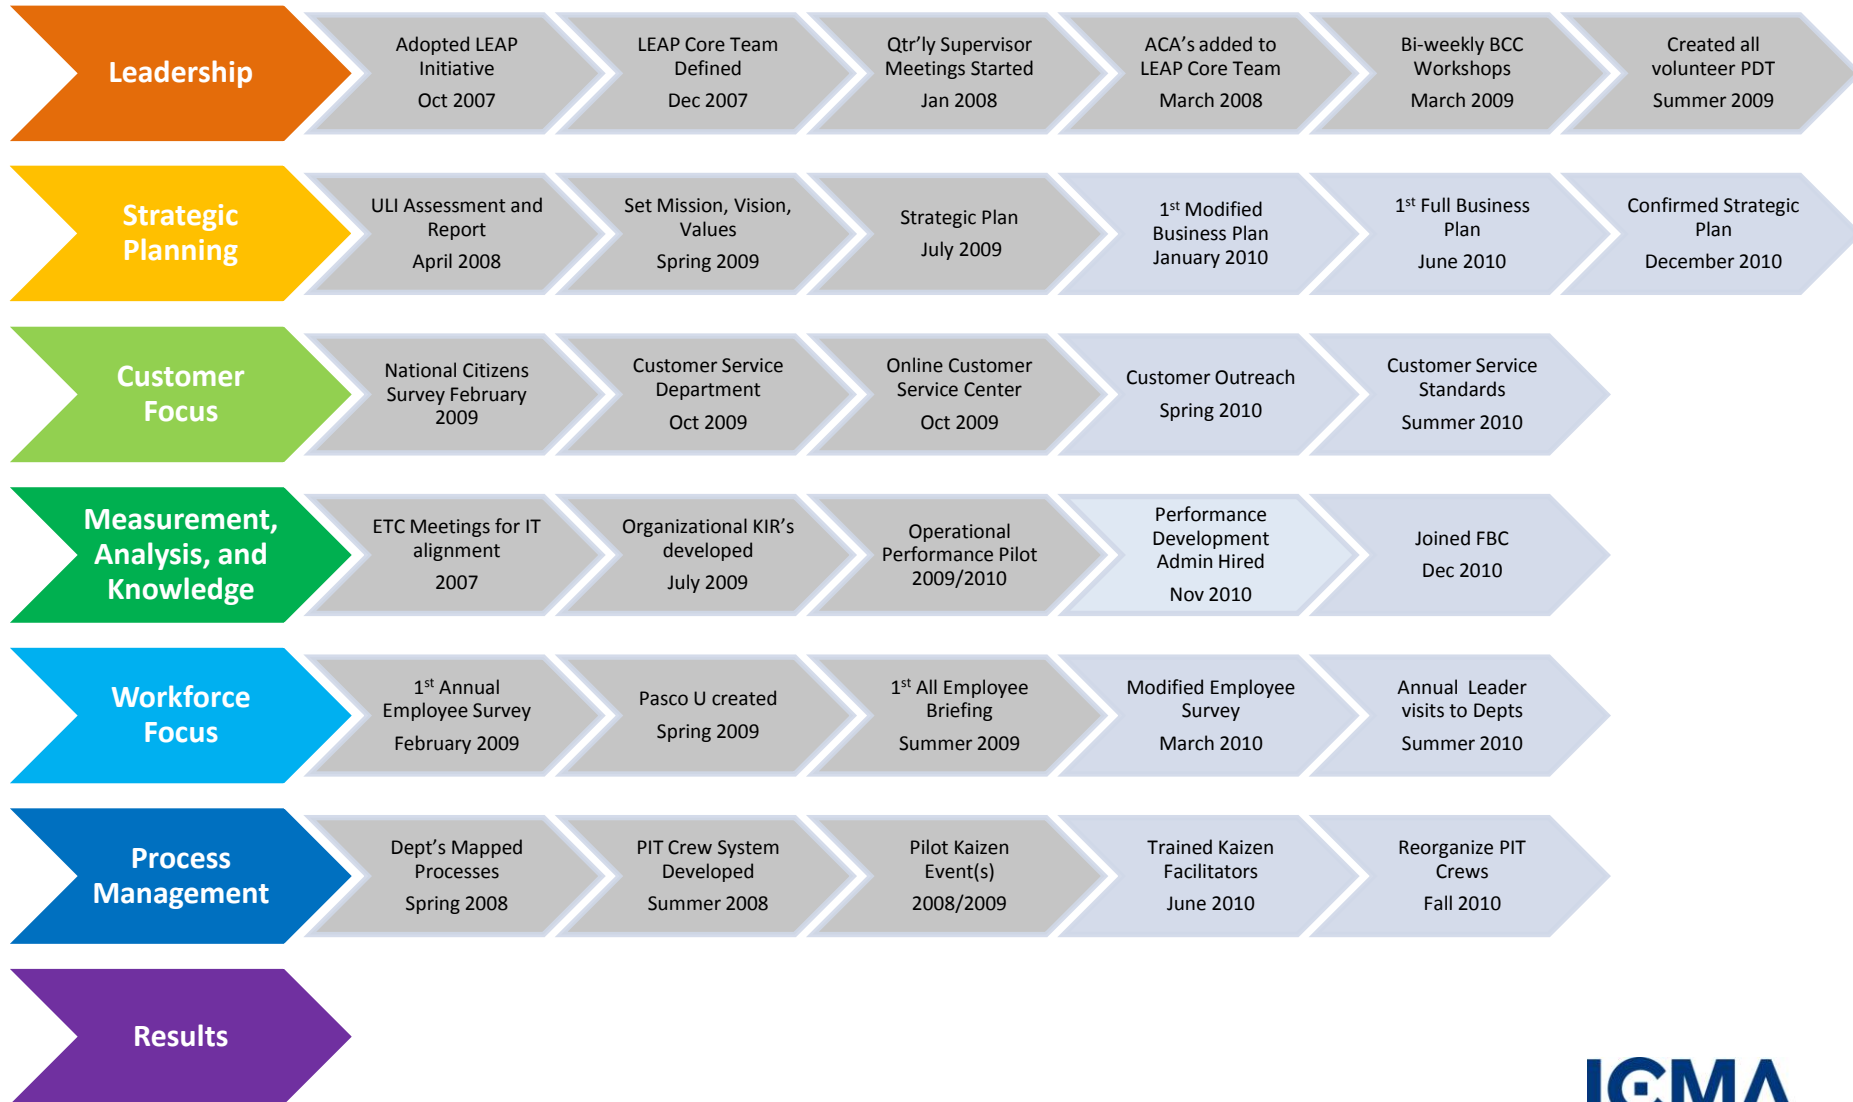 Leadership
Adopted LEAP
Initiative
Oct 2007
LEAP Core Team
Defined
Dec 2007
Qtr'ly Supervisor
Meetings Started
Jan 2008
ACA's added to
LEAP Core Team
March 2008
Bi-weekly BCC
Workshops
March 2009
Created all
volunteer PDT
Summer 2009
Strategic
Planning
ULI Assessment and
Report
April 2008
Set Mission, Vision,
Values
Spring 2009
Strategic Plan
July 2009
1st Modified
Business Plan
January 2010
1st Full Business
Plan
June 2010
Confirmed Strategic
Plan
December 2010
Customer
Focus
National Citizens
Survey February
2009
Customer Service
Department
Oct 2009
Online Customer
Service Center
Oct 2009
Customer Outreach
Spring 2010
Customer Service
Standards
Summer 2010
Measurement,
Analysis, and
Knowledge
ETC Meetings for IT
alignment
2007
Organizational KIR's
developed
July 2009
Operational
Performance Pilot
2009/2010
Performance
Development
Admin Hired
Nov 2010
Joined FBC
Dec 2010
Workforce
Focus
1st Annual
Employee Survey
February 2009
Pasco U created
Spring 2009
1st All Employee
Briefing
Summer 2009
Modified Employee
Survey
March 2010
Annual Leader
visits to Depts
Summer 2010
Process
Management
Dept's Mapped
Processes
Spring 2008
PIT Crew System
Developed
Summer 2008
Pilot Kaizen
Event(s)
2008/2009
Trained Kaizen
Facilitators
June 2010
Reorganize PIT
Crews
Fall 2010
Results
ICMA